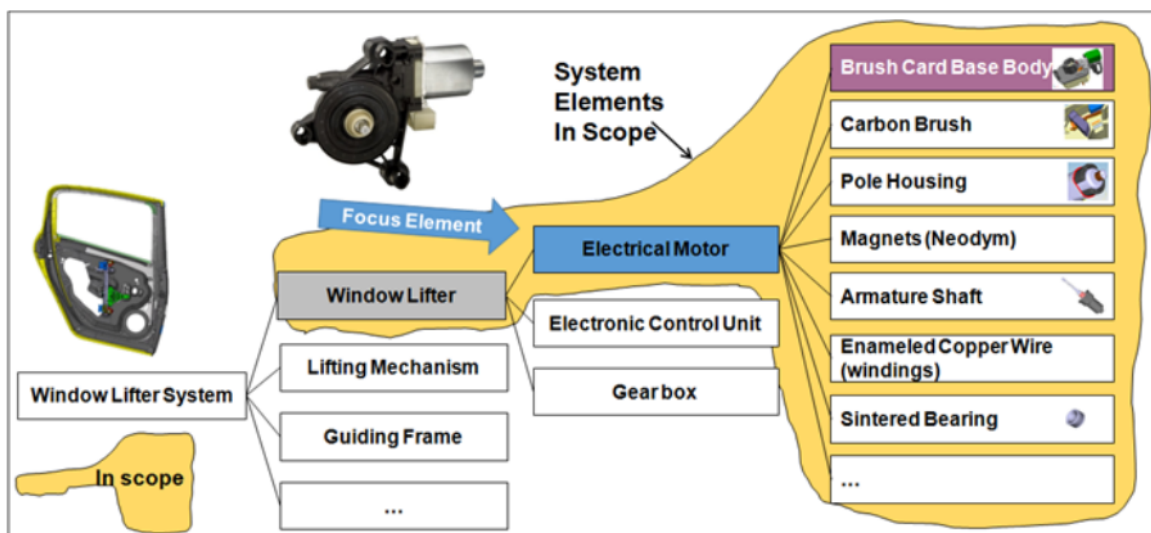 System
Elements
In Scope
Focus Element
Window Lifter System
Window Lifter
Lifting Mechanism
Guiding Frame
...
Electrical Motor
Electronic Control Unit
Gear box
Brush Card Base Body
Carbon Brush
Pole Housing
Magnets (Neodym)
Armature Shaft
Enameled Copper Wire
(windings)
Sintered Bearing
...
In scope